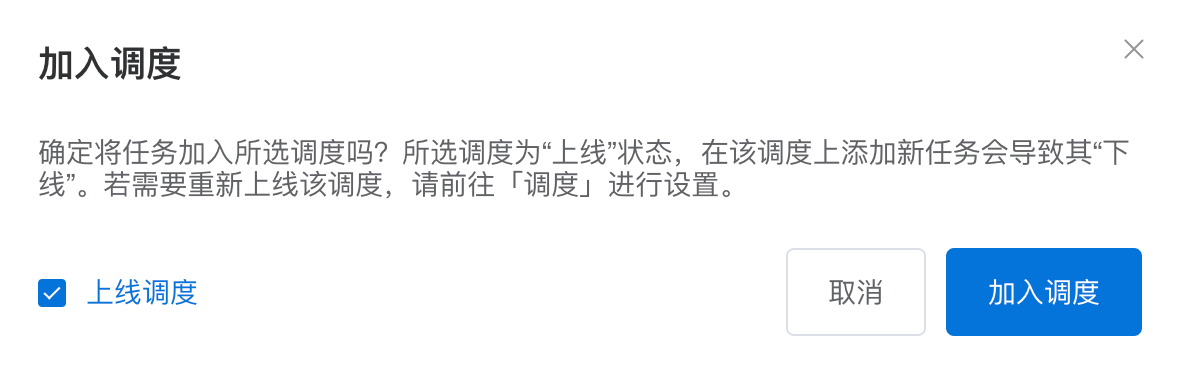 加入调度
确定将任务加入所选调度吗？所选调度为“上线”状态，在该调度上添加新任务会导致其“下
线”。若需要重新上线该调度，请前往「调度」进行设置。
上线调度
取消
加入调度